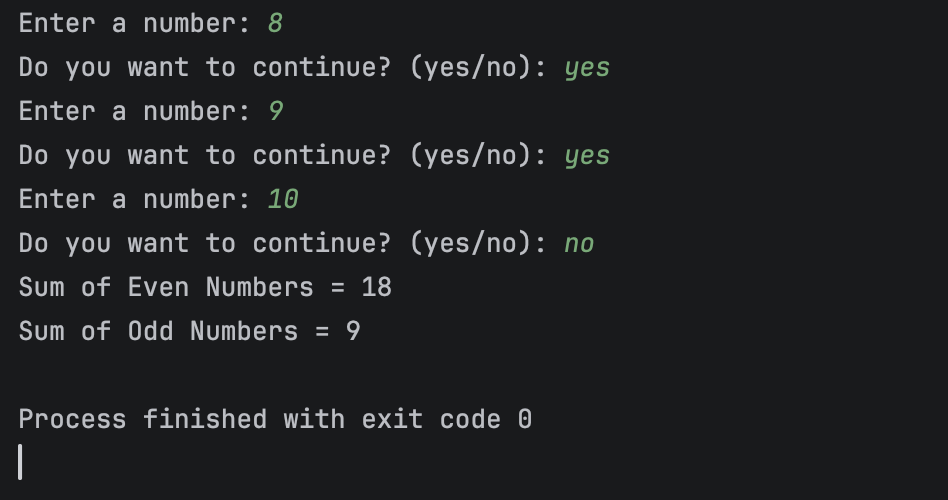 Enter a number: 8
Do you want to continue? (yes/no): yes
Enter a number: 9
Do you want to continue? (yes/no): yes
Enter a number: 10
Do you want to continue? (yes/no): no
Sum of Even Numbers = 18
Sum of Odd Numbers = 9
Process finished with exit code 0